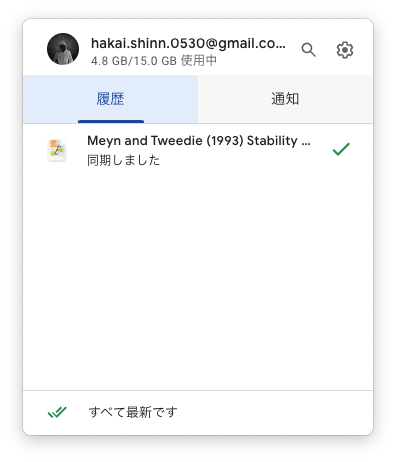 hakai.shinn.0530@gmail.co...
4.8 GB/15.0 GB 使用中
履歴
通知
Meyn and Tweedie (1993) Stability ...
同期しました
すべて最新です